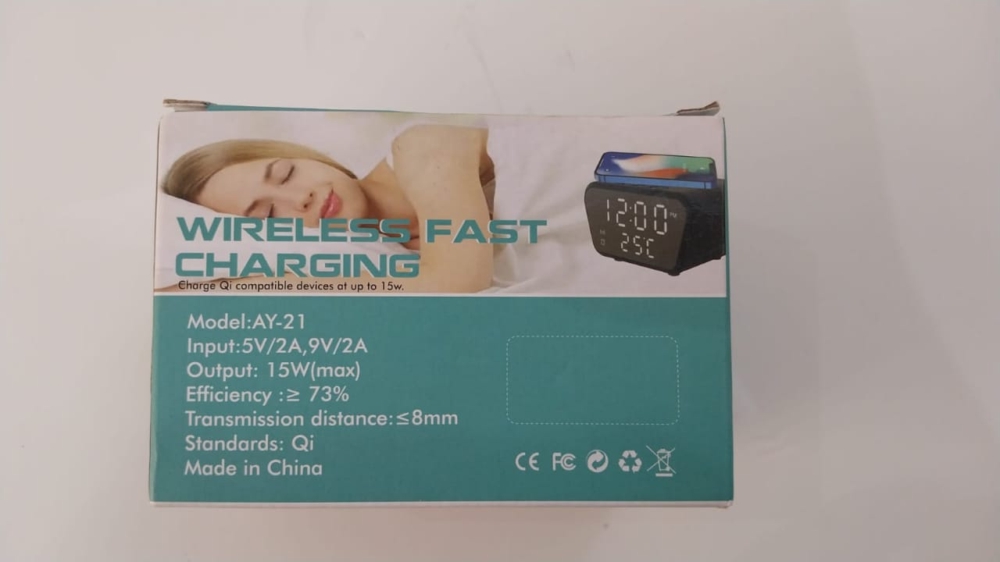 WIRELESS FAST
CHARGING
Charge Qi compatible devices at up to 15w.
12:00 PM
25C
Model:AY-21
Input:5V/2A,9V/2A
Output: 15W(max)
Efficiency :≥ 73%
Transmission distance:≤8mm
Standards: Qi
Made in China
CE FC